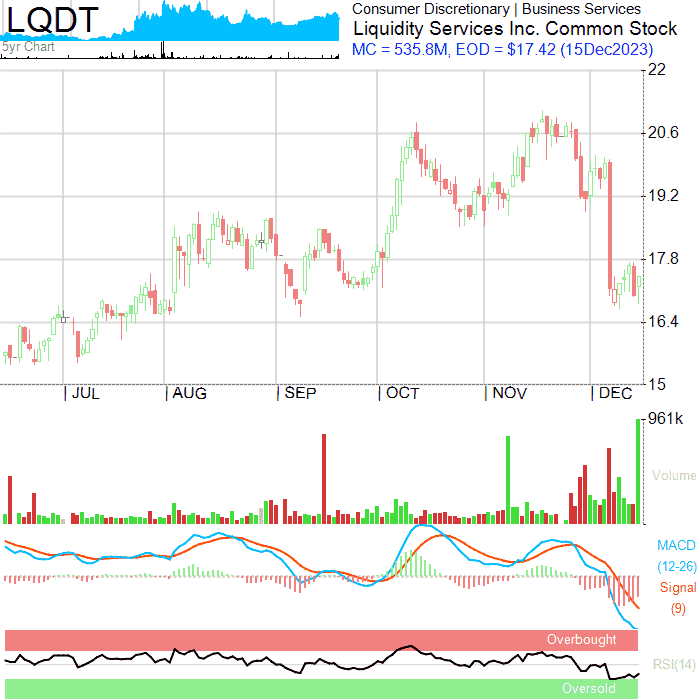 LQDT
5yr Chart
Consumer Discretionary | Business Services
Liquidity Services Inc. Common Stock
MC = 535.8M, EOD = $17.42 (15Dec2023)
22
20.6
19.2
17.8
16.4
15
| JUL | AUG | SEP | OCT | NOV | DEC
961k
Volume
MACD
(12-26)
Signal
(9)
Overbought
RSI(14)
Oversold